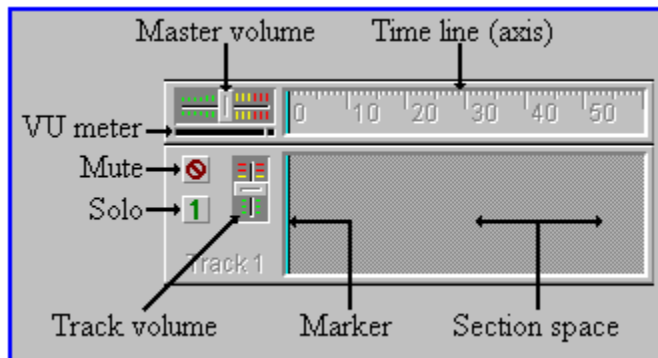 Master volume
Time line (axis)
0 10 20 30 40 50
VU meter
Mute
Solo
1
Track 1
Track volume
Marker
Section space